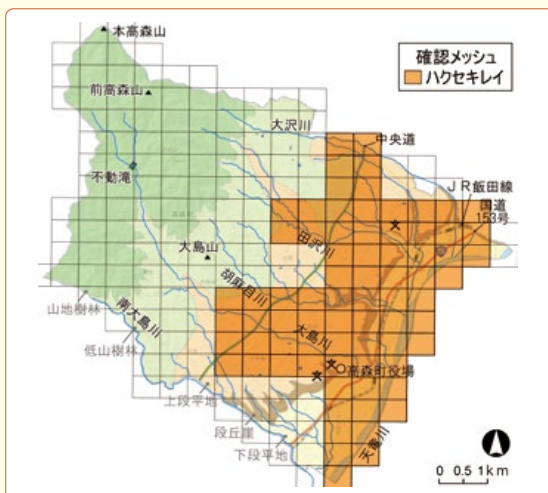 本高森山
確認メッシュ
ハクセキレイ
前高森山
大沢川
中央道
不動滝
JR飯田線
国道
153号
田沢川
大島山
胡麻目川
山地樹林
南大島川
大島川
低山樹林
高森町役場
上段平地
段丘崖
下段平地
天竜川
0 0.5 1km